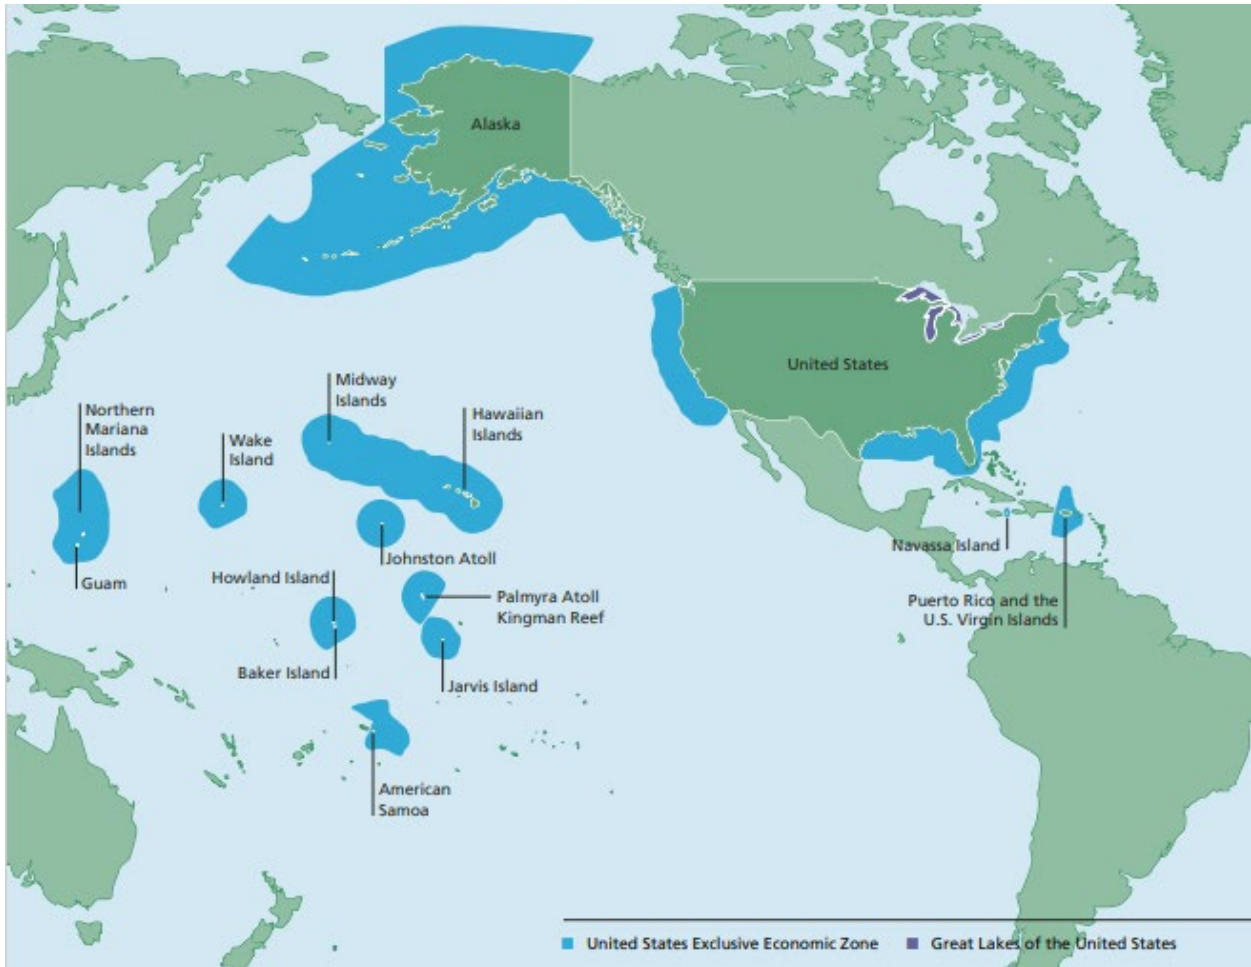 Alaska
United States
Midway
Islands
Northern
Mariana
Islands
Hawaiian
Islands
Wake
Island
Navassa Island
Johnston Atoll
Howland Island
Guam
Palmyra Atoll
Kingman Reef
Puerto Rico and the
U.S. Virgin Islands
Baker Island
Jarvis Island
American
Samoa
United States Exclusive Economic Zone
Great Lakes of the United States